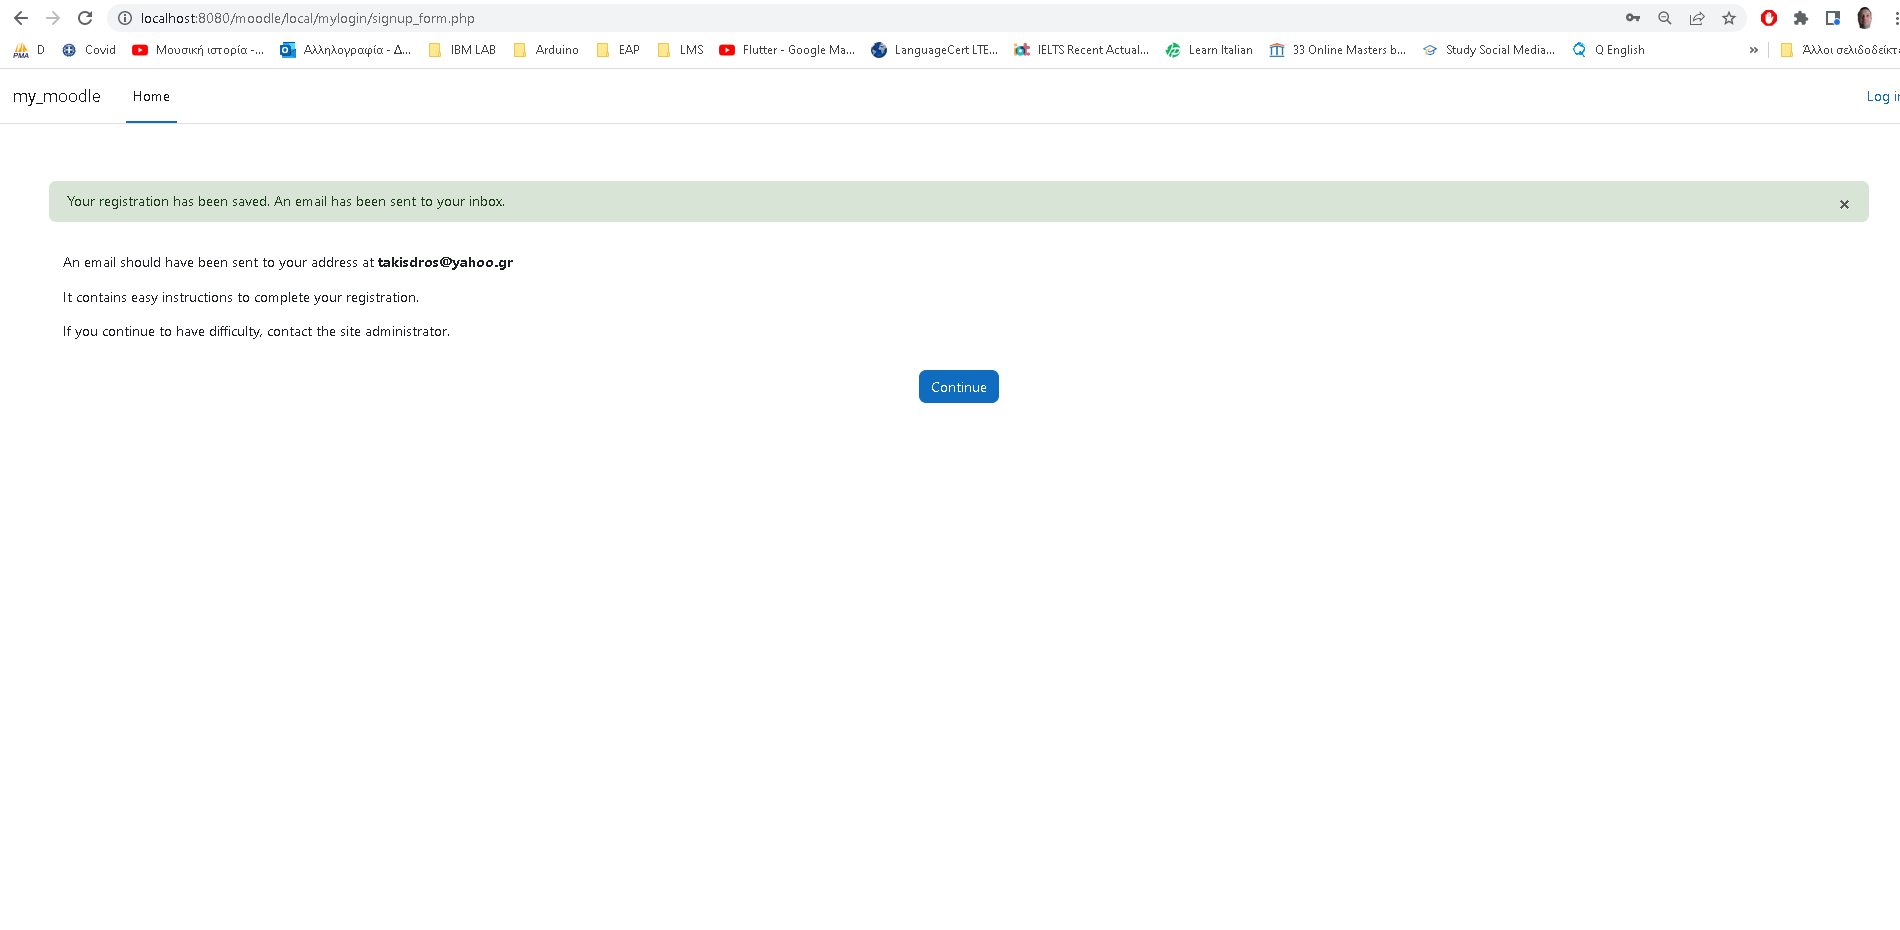 localhost:8080/moodle/local/mylogin/signup_form.php
PMA D Covid Μουσική ιστορία -... Αλληλογραφία - Δ... IBM LAB Arduino EAP LMS Flutter - Google Ma... LanguageCert LTE... IELTS Recent Actual... Learn Italian 33 Online Masters b... Study Social Media... Q English » Άλλοι σελιδοδείκτε
my_moodle Home Log in
Your registration has been saved. An email has been sent to your inbox. ×
An email should have been sent to your address at takisdros@yahoo.gr
It contains easy instructions to complete your registration.
If you continue to have difficulty, contact the site administrator.
Continue